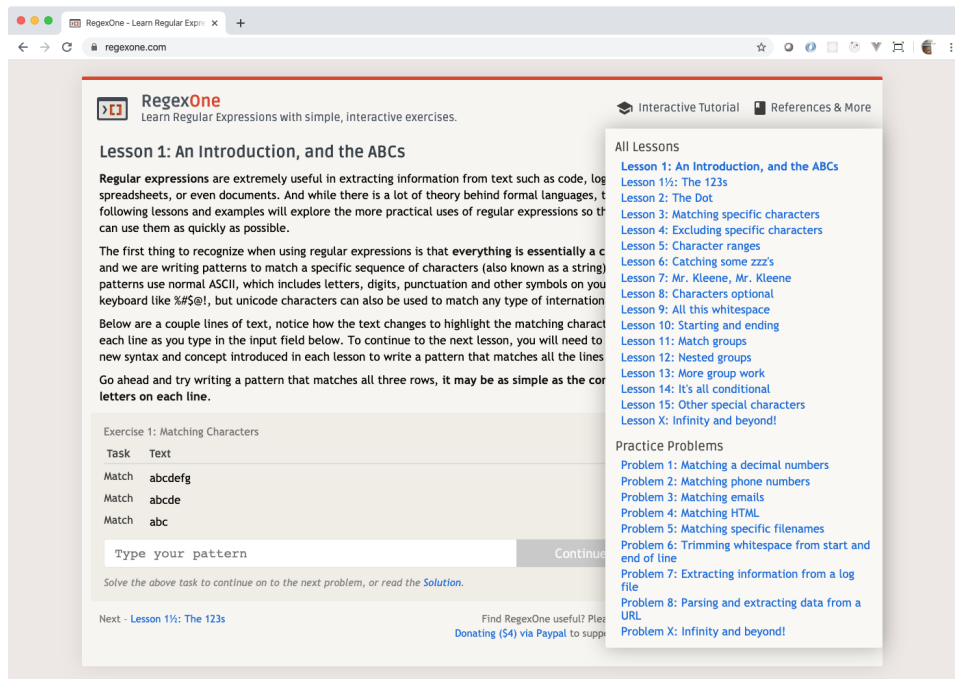 RegexOne - Learn Regular Expre
regexone.com
RegexOne
Learn Regular Expressions with simple, interactive exercises.
Interactive Tutorial
References & More
Lesson 1: An Introduction, and the ABCs
Regular expressions are extremely useful in extracting information from text such as code, log
spreadsheets, or even documents. And while there is a lot of theory behind formal languages, t
following lessons and examples will explore the more practical uses of regular expressions so th
can use them as quickly as possible.
The first thing to recognize when using regular expressions is that everything is essentially a c
and we are writing patterns to match a specific sequence of characters (also known as a string)
patterns use normal ASCII, which includes letters, digits, punctuation and other symbols on you
keyboard like %#$@!, but unicode characters can also be used to match any type of internation
Below are a couple lines of text, notice how the text changes to highlight the matching charact
each line as you type in the input field below. To continue to the next lesson, you will need to
new syntax and concept introduced in each lesson to write a pattern that matches all the lines
Go ahead and try writing a pattern that matches all three rows, it may be as simple as the cor
letters on each line.
Exercise 1: Matching Characters
Task Text
Match abcdefg
Match abcde
Match abc
Type your pattern
Continue
Solve the above task to continue on to the next problem, or read the Solution.
Next - Lesson 1½: The 123s
Find RegexOne useful? Plea
Donating ($4) via Paypal to suppo
All Lessons
Lesson 1: An Introduction, and the ABCs
Lesson 1½: The 123s
Lesson 2: The Dot
Lesson 3: Matching specific characters
Lesson 4: Excluding specific characters
Lesson 5: Character ranges
Lesson 6: Catching some zzz's
Lesson 7: Mr. Kleene, Mr. Kleene
Lesson 8: Characters optional
Lesson 9: All this whitespace
Lesson 10: Starting and ending
Lesson 11: Match groups
Lesson 12: Nested groups
Lesson 13: More group work
Lesson 14: It's all conditional
Lesson 15: Other special characters
Lesson X: Infinity and beyond!
Practice Problems
Problem 1: Matching a decimal numbers
Problem 2: Matching phone numbers
Problem 3: Matching emails
Problem 4: Matching HTML
Problem 5: Matching specific filenames
Problem 6: Trimming whitespace from start and
end of line
Problem 7: Extracting information from a log
file
Problem 8: Parsing and extracting data from a
URL
Problem X: Infinity and beyond!